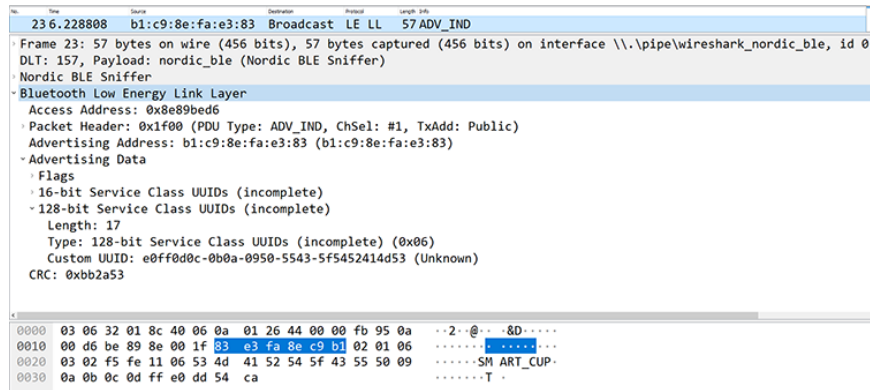 No. Time Source Destination Protocol Length Info
23 6.228808 b1:c9:8e:fa:e3:83 Broadcast LE LL 57 ADV_IND
Frame 23: 57 bytes on wire (456 bits), 57 bytes captured (456 bits) on interface \\.\pipe\wireshark_nordic_ble, id 0
DLT: 157, Payload: nordic_ble (Nordic BLE Sniffer)
Nordic BLE Sniffer
Bluetooth Low Energy Link Layer
Access Address: 0x8e89bed6
Packet Header: 0x1f00 (PDU Type: ADV_IND, ChSel: #1, TxAdd: Public)
Advertising Address: b1:c9:8e:fa:e3:83 (b1:c9:8e:fa:e3:83)
Advertising Data
Flags
16-bit Service Class UUIDs (incomplete)
128-bit Service Class UUIDs (incomplete)
Length: 17
Type: 128-bit Service Class UUIDs (incomplete) (0x06)
Custom UUID: e0ff0d0c-0b0a-0950-5543-5f5452414d53 (Unknown)
CRC: 0xbb2a53
0000 03 06 32 01 8c 40 06 0a 01 26 44 00 00 fb 95 0a ··2··@·· ·&D·····
0010 00 d6 be 89 8e 00 1f 83 e3 fa 8e c9 b1 02 01 06 ········ ········
0020 03 02 f5 fe 11 06 53 4d 41 52 54 5f 43 55 50 09 ······SM ART_CUP·
0030 0a 0b 0c 0d ff e0 dd 54 ca ·······T ·